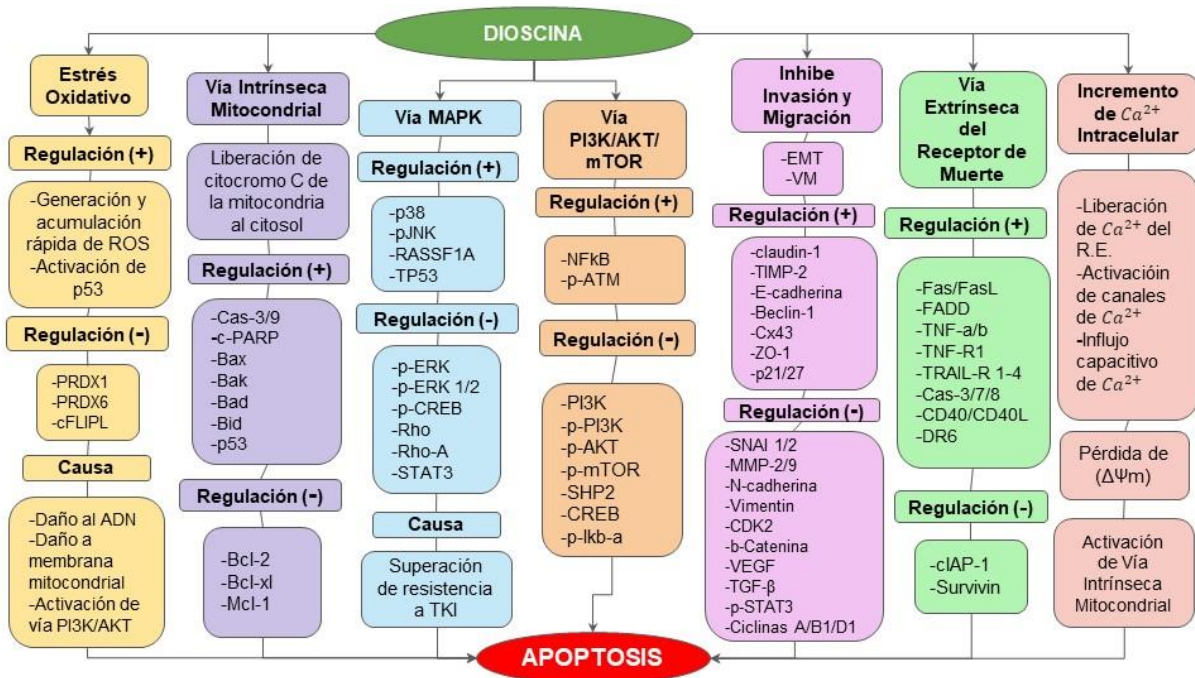 DIOSCINA
Estrés
Oxidativo
Regulación (+)
-Generación y
acumulación
rápida de ROS
-Activación de
p53
Regulación (-)
-PRDX1
-PRDX6
-cFLIPL
Causa
-Daño al ADN
-Daño a
membrana
mitocondrial
-Activación de
vía PI3K/AKT
Vía Intrínseca
Mitocondrial
Liberación de
citocromo C de
la mitocondria
al citosol
Regulación (+)
-Cas-3/9
-c-PARP
-Bax
-Bak
-Bad
-Bid
-p53
Regulación (-)
-Bcl-2
-Bcl-xl
-Mcl-1
Vía MAPK
Regulación (+)
-p38
-pJNK
-RASSF1A
-TP53
Regulación (-)
-p-ERK
-p-ERK 1/2
-p-CREB
-Rho
-Rho-A
-STAT3
Causa
Superación
de resistencia
a TKI
Vía
PI3K/AKT/
mTOR
Regulación (+)
-NFkB
-p-ATM
Regulación (-)
-PI3K
-p-PI3K
-p-AKT
-p-mTOR
-SHP2
-CREB
-p-Ikb-a
Inhibe
Invasión y
Migración
-EMT
-VM
Regulación (+)
-claudin-1
-TIMP-2
-E-cadherina
-Beclin-1
-Cx43
-ZO-1
-p21/27
Regulación (-)
-SNAI 1/2
-MMP-2/9
-N-cadherina
-Vimentin
-CDK2
-b-Catenina
-VEGF
-TGF-β
-p-STAT3
-Ciclinas A/B1/D1
Vía
Extrínseca
del
Receptor de
Muerte
Regulación (+)
-Fas/FasL
-FADD
-TNF-a/b
-TNF-R1
-TRAIL-R 1-4
-Cas-3/7/8
-CD40/CD40L
-DR6
Regulación (-)
-cIAP-1
-Survivin
Incremento
de Ca²⁺
Intracelular
-Liberación
de Ca²⁺ del
R.E.
-Activacióin
de canales
de Ca²⁺
-Influjo
capacitivo
de Ca²⁺
Pérdida de
(ΔΨm)
Activación
de Vía
Intrínseca
Mitocondrial
APOPTOSIS